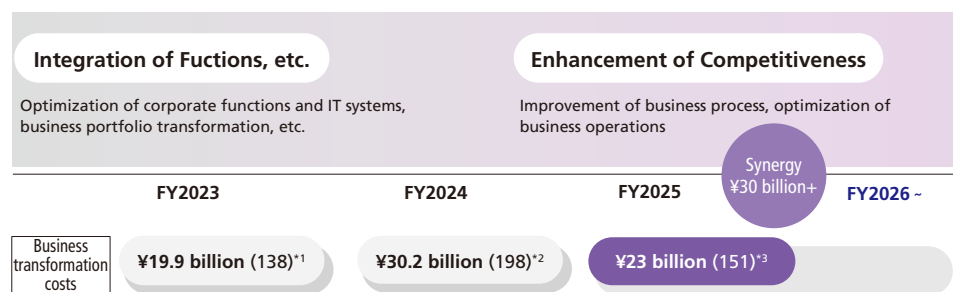 Integration of Fuctions, etc.
Optimization of corporate functions and IT systems,
business portfolio transformation, etc.
Enhancement of Competitiveness
Improvement of business process, optimization of
business operations
Synergy
¥30 billion+
FY2023
FY2024
FY2025
FY2026 ~
Business
transformation
costs
¥19.9 billion (138)*1
¥30.2 billion (198)*2
¥23 billion (151)*3